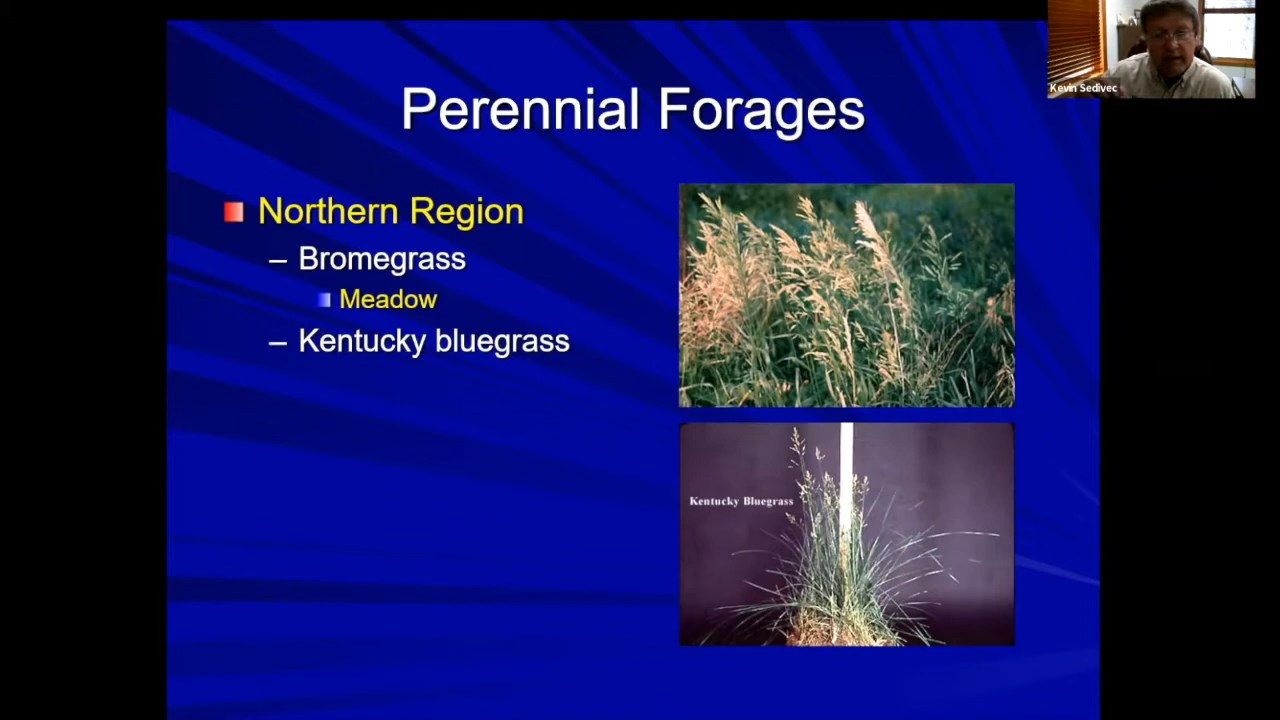 Kevin Sedivec
Perennial Forages
Northern Region
– Bromegrass
Meadow
– Kentucky bluegrass
Kentucky Bluegrass